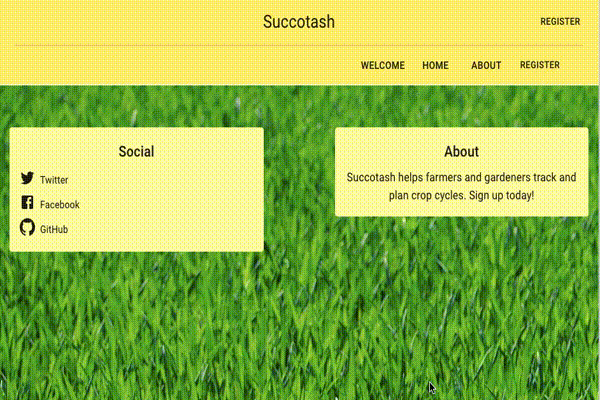 Succotash
REGISTER
WELCOME HOME ABOUT REGISTER
Social
Twitter
Facebook
GitHub
About
Succotash helps farmers and gardeners track and
plan crop cycles. Sign up today!